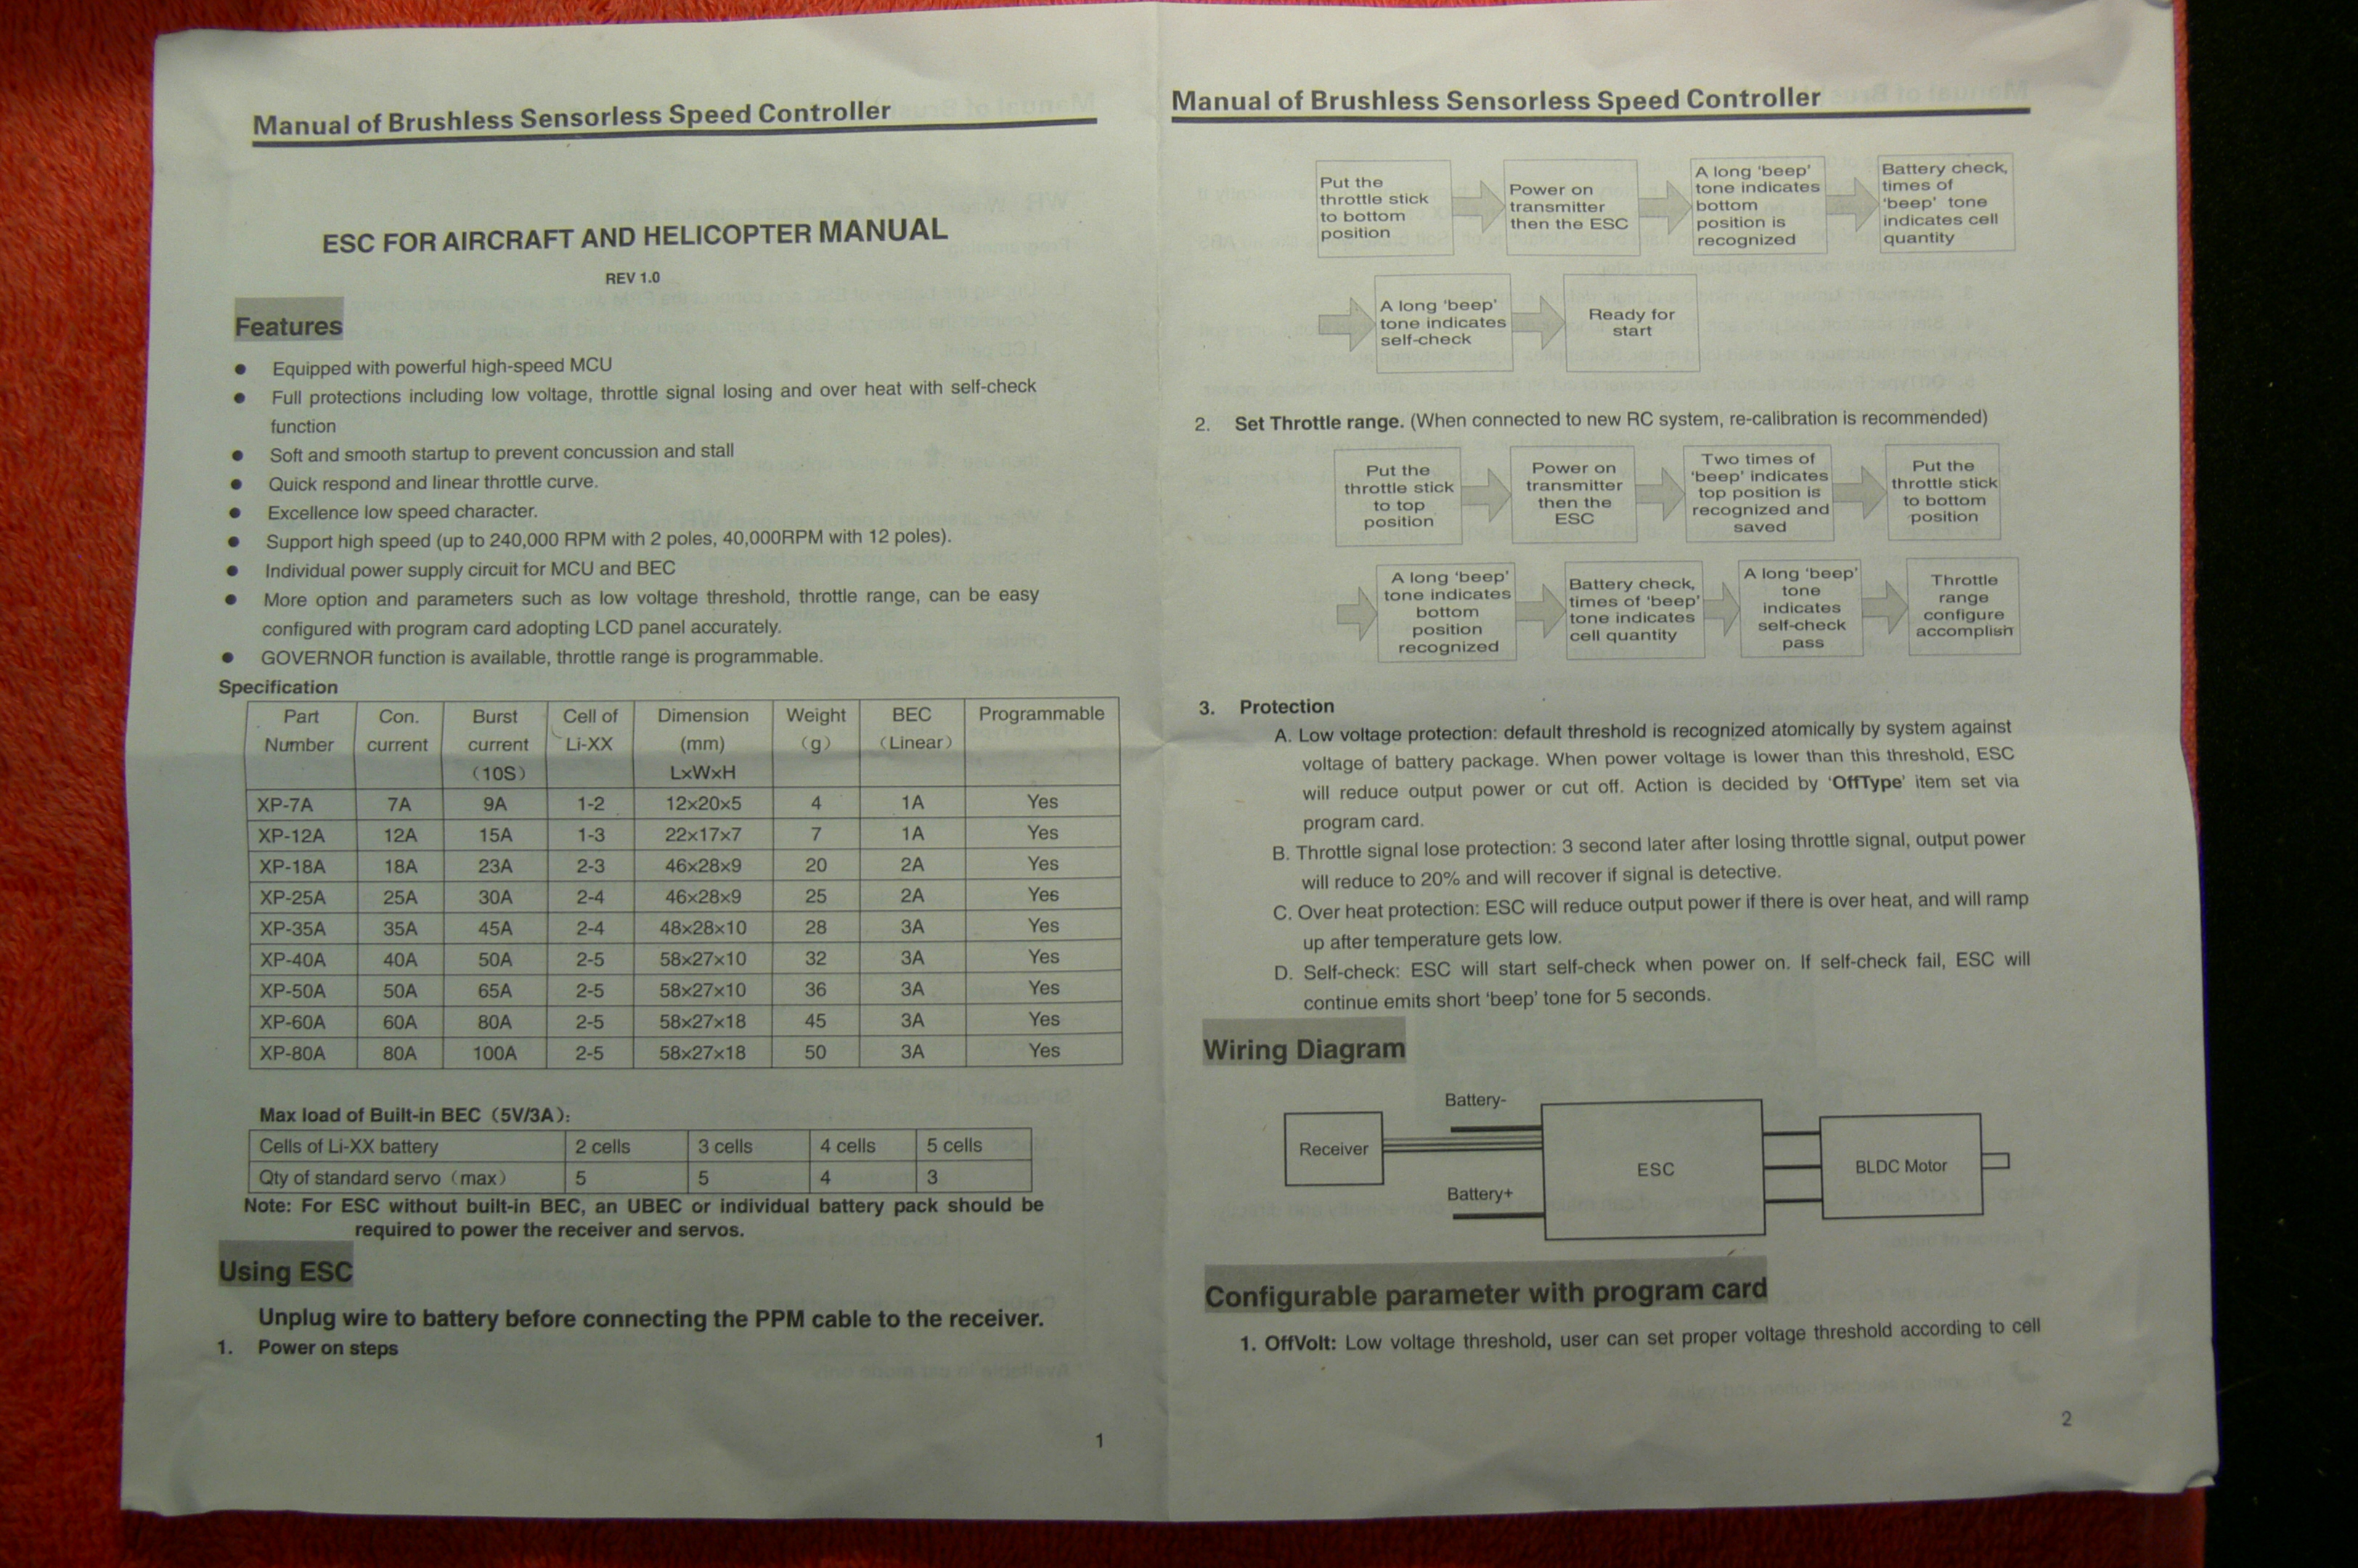 Manual of Brushless Sensorless Speed Controller
ESC FOR AIRCRAFT AND HELICOPTER MANUAL
REV 1.0
Features
● Equipped with powerful high-speed MCU
● Full protections including low voltage, throttle signal losing and over heat with self-check
function
● Soft and smooth startup to prevent concussion and stall
● Quick respond and linear throttle curve.
● Excellence low speed character.
● Support high speed (up to 240,000 RPM with 2 poles, 40,000RPM with 12 poles).
● Individual power supply circuit for MCU and BEC
● More option and parameters such as low voltage threshold, throttle range, can be easy
configured with program card adopting LCD panel accurately.
● GOVERNOR function is available, throttle range is programmable.
Specification
Part Con. Burst Cell of Dimension Weight BEC Programmable
Number current current Li-XX (mm) (g) (Linear)
(10S) L×W×H
XP-7A 7A 9A 1-2 12×20×5 4 1A Yes
XP-12A 12A 15A 1-3 22×17×7 7 1A Yes
XP-18A 18A 23A 2-3 46×28×9 20 2A Yes
XP-25A 25A 30A 2-4 46×28×9 25 2A Yes
XP-35A 35A 45A 2-4 48×28×10 28 3A Yes
XP-40A 40A 50A 2-5 58×27×10 32 3A Yes
XP-50A 50A 65A 2-5 58×27×10 36 3A Yes
XP-60A 60A 80A 2-5 58×27×18 45 3A Yes
XP-80A 80A 100A 2-5 58×27×18 50 3A Yes
Max load of Built-in BEC (5V/3A):
Cells of Li-XX battery 2 cells 3 cells 4 cells 5 cells
Qty of standard servo (max) 5 5 4 3
Note: For ESC without built-in BEC, an UBEC or individual battery pack should be
required to power the receiver and servos.
Using ESC
Unplug wire to battery before connecting the PPM cable to the receiver.
1. Power on steps
1
Manual of Brushless Sensorless Speed Controller
Put the
throttle stick
to bottom
position
Power on
transmitter
then the ESC
A long 'beep'
tone indicates
bottom
position is
recognized
Battery check,
times of
'beep' tone
indicates cell
quantity
A long 'beep'
tone indicates
self-check
Ready for
start
2. Set Throttle range. (When connected to new RC system, re-calibration is recommended)
Put the
throttle stick
to top
position
Power on
transmitter
then the
ESC
Two times of
'beep' indicates
top position is
recognized and
saved
Put the
throttle stick
to bottom
position
A long 'beep'
tone indicates
bottom
position
recognized
Battery check,
times of 'beep'
tone indicates
cell quantity
A long 'beep'
tone
indicates
self-check
pass
Throttle
range
configure
accomplish
3. Protection
A. Low voltage protection: default threshold is recognized atomically by system against
voltage of battery package. When power voltage is lower than this threshold, ESC
will reduce output power or cut off. Action is decided by 'OffType' item set via
program card.
B. Throttle signal lose protection: 3 second later after losing throttle signal, output power
will reduce to 20% and will recover if signal is detective.
C. Over heat protection: ESC will reduce output power if there is over heat, and will ramp
up after temperature gets low.
D. Self-check: ESC will start self-check when power on. If self-check fail, ESC will
continue emits short 'beep' tone for 5 seconds.
Wiring Diagram
Battery-
Receiver
ESC
BLDC Motor
Battery+
Configurable parameter with program card
1. OffVolt: Low voltage threshold, user can set proper voltage threshold according to cell
2